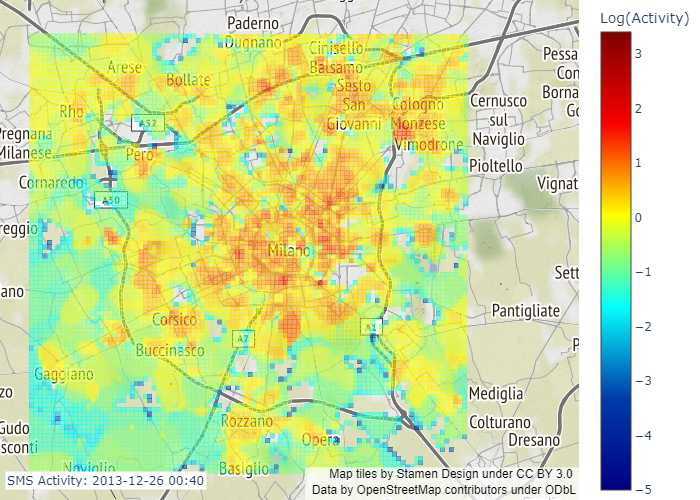 Log(Activity)
3
2
1
0
−1
−2
−3
−4
−5
Paderno
Dugnano
Cinisello
Balsamo
Arese
Bollate
Sesto
San
Giovanni
Rho
A52
Cologno
Monzese
Vimodrone
Cernusco
sul
Naviglio
Pessa
Con
Borna
Go
Pregnana
Milanese
Pero
Pioltello
Cornaredo
A50
Vignat
reggio
Milano
Sett
ano
Pantigliate
Corsico
A7
A1
Buccinasco
P
Gaggiano
zo
Mediglia
Rozzano
Colturano
Gudo
sconti
Opera
Dresano
Noviglio
Basiglio
SMS Activity: 2013-12-26 00:40
Map tiles by Stamen Design under CC BY 3.0
Data by OpenStreetMap contributors under ODbL